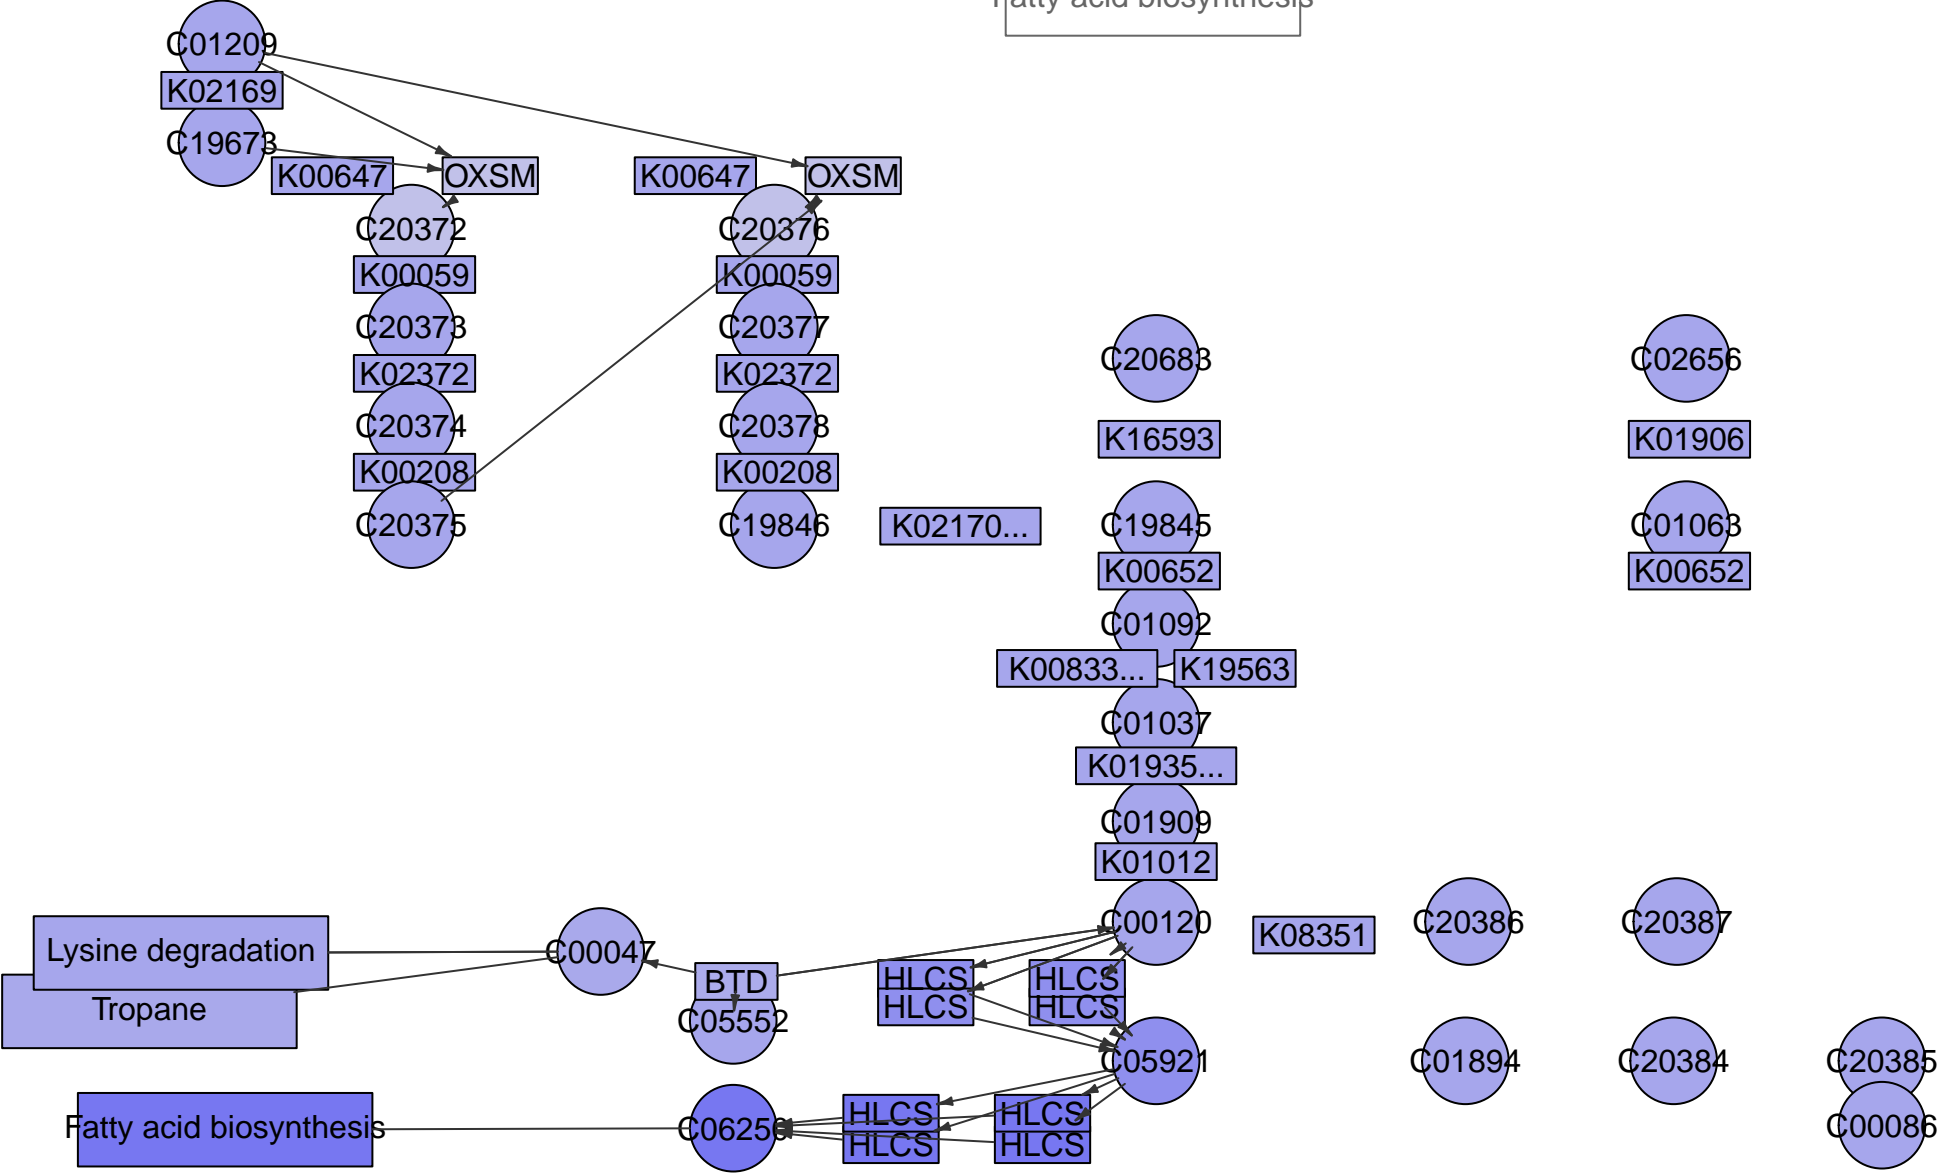 Fatty acid biosynthesis
C01209
K02169
C19673
K00647
OXSM
K00647
OXSM
C20372
C20376
K00059
K00059
C20373
C20377
C20683
C02656
K02372
K02372
C20374
C20378
K16593
K01906
K00208
K00208
C20375
C19846
K02170...
C19845
C01063
K00652
K00652
C01092
K00833...
K19563
C01037
K01935...
C01909
K01012
C00120
K08351
C20386
C20387
Lysine degradation
C00047
BTD
HLCS
HLCS
Tropane
C05552
HLCS
HLCS
C05921
C01894
C20384
C20385
Fatty acid biosynthesis
C06250
HLCS
HLCS
HLCS
HLCS
C00086